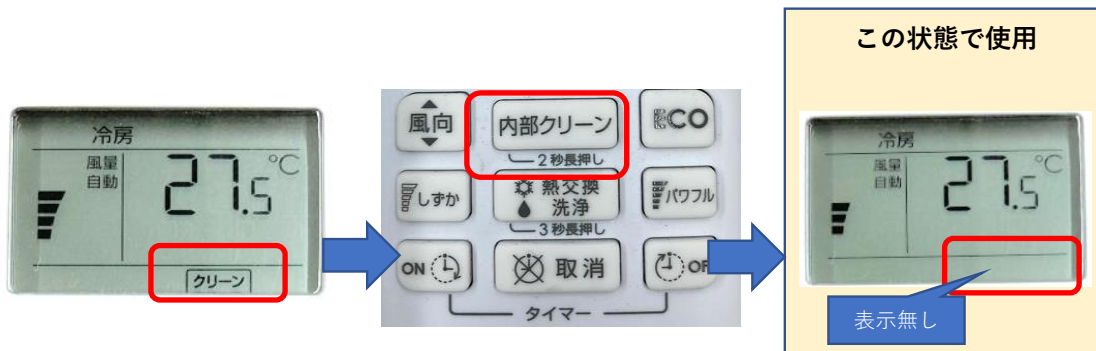 冷房
風量
自動
27.5℃
クリーン
風向
内部クリーン
ECO
2秒長押し
しずか
熱交換
洗浄
パワフル
3秒長押し
ON
取消
OF
タイマー
この状態で使用
冷房
風量
自動
27.5℃
表示無し